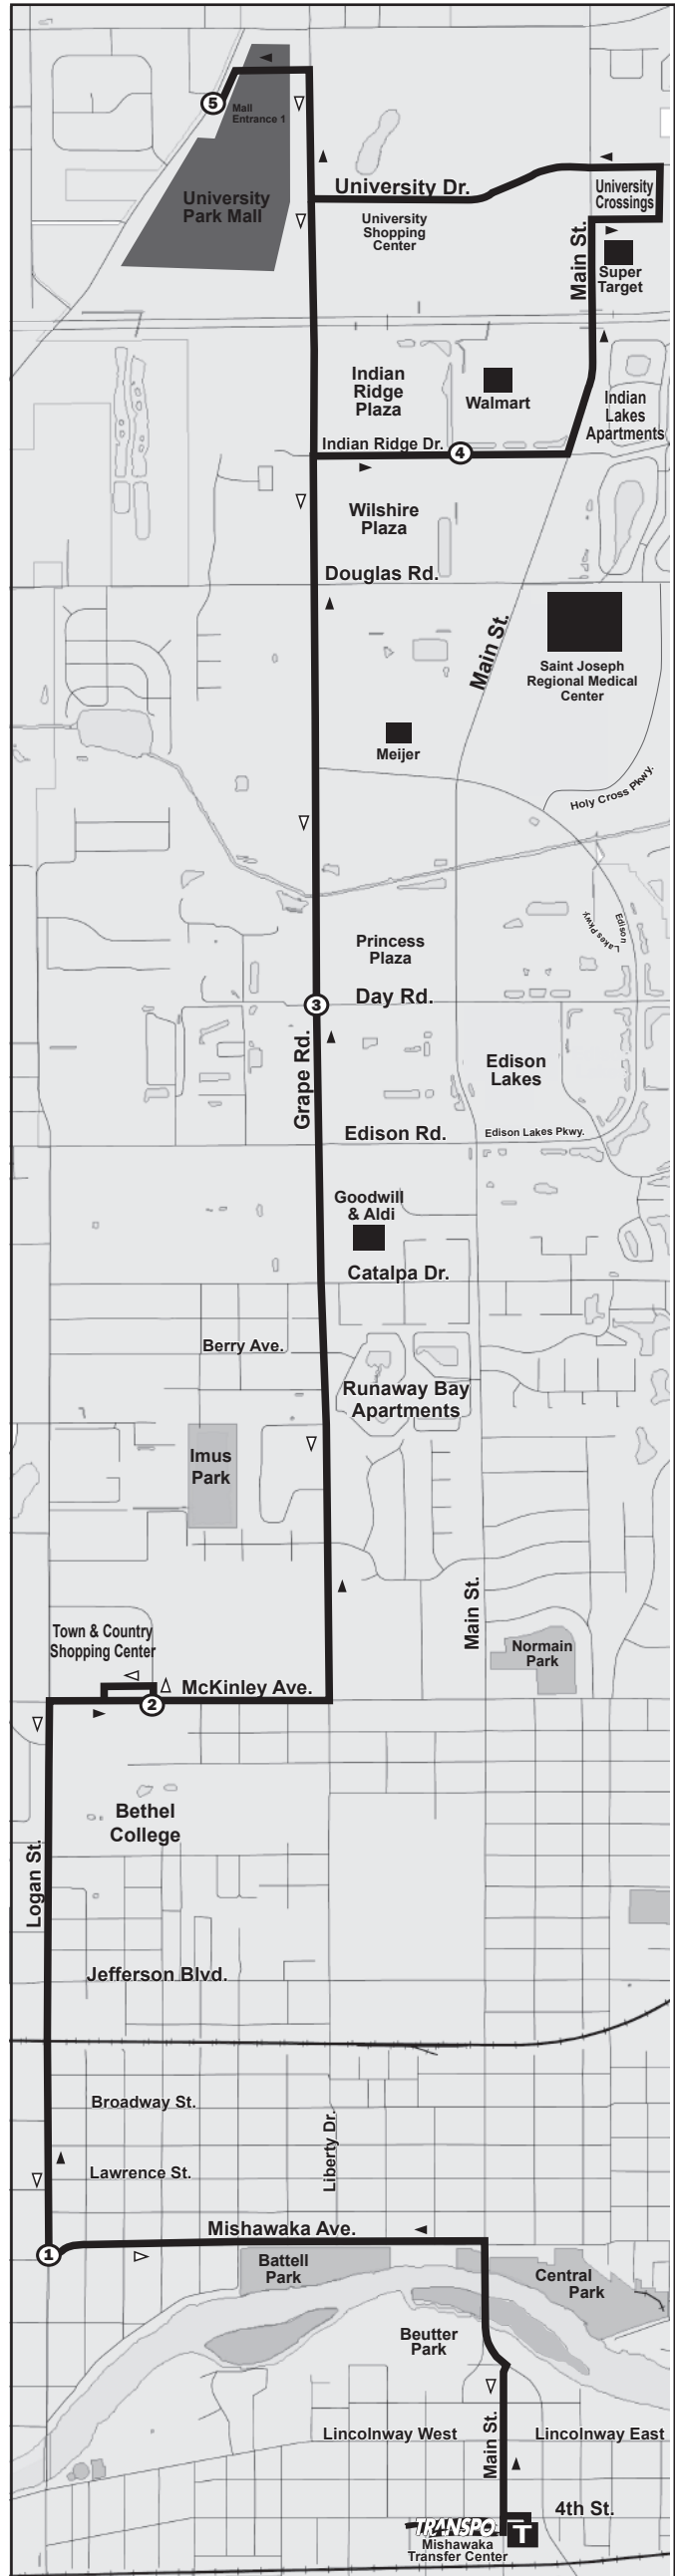 5
Mall
Entrance 1
University
Park Mall
University Dr.
University
Shopping
Center
University
Crossings
Main St.
Super
Target
Indian
Ridge
Plaza
Walmart
Indian
Lakes
Apartments
Indian Ridge Dr.
4
Wilshire
Plaza
Douglas Rd.
Main St.
Saint Joseph
Regional Medical
Center
Meijer
Holy Cross Pkwy.
Edison
Lakes Pkwy.
Princess
Plaza
3
Day Rd.
Grape Rd.
Edison
Lakes
Edison Rd.
Edison Lakes Pkwy.
Goodwill
& Aldi
Catalpa Dr.
Berry Ave.
Runaway Bay
Apartments
Imus
Park
Main St.
Town & Country
Shopping Center
Normain
Park
McKinley Ave.
2
Bethel
College
Logan St.
Jefferson Blvd.
Broadway St.
Liberty Dr.
Lawrence St.
Mishawaka Ave.
1
Battell
Park
Central
Park
Beutter
Park
Lincolnway West
Main St.
Lincolnway East
4th St.
TRANSPO
T
Mishawaka
Transfer Center